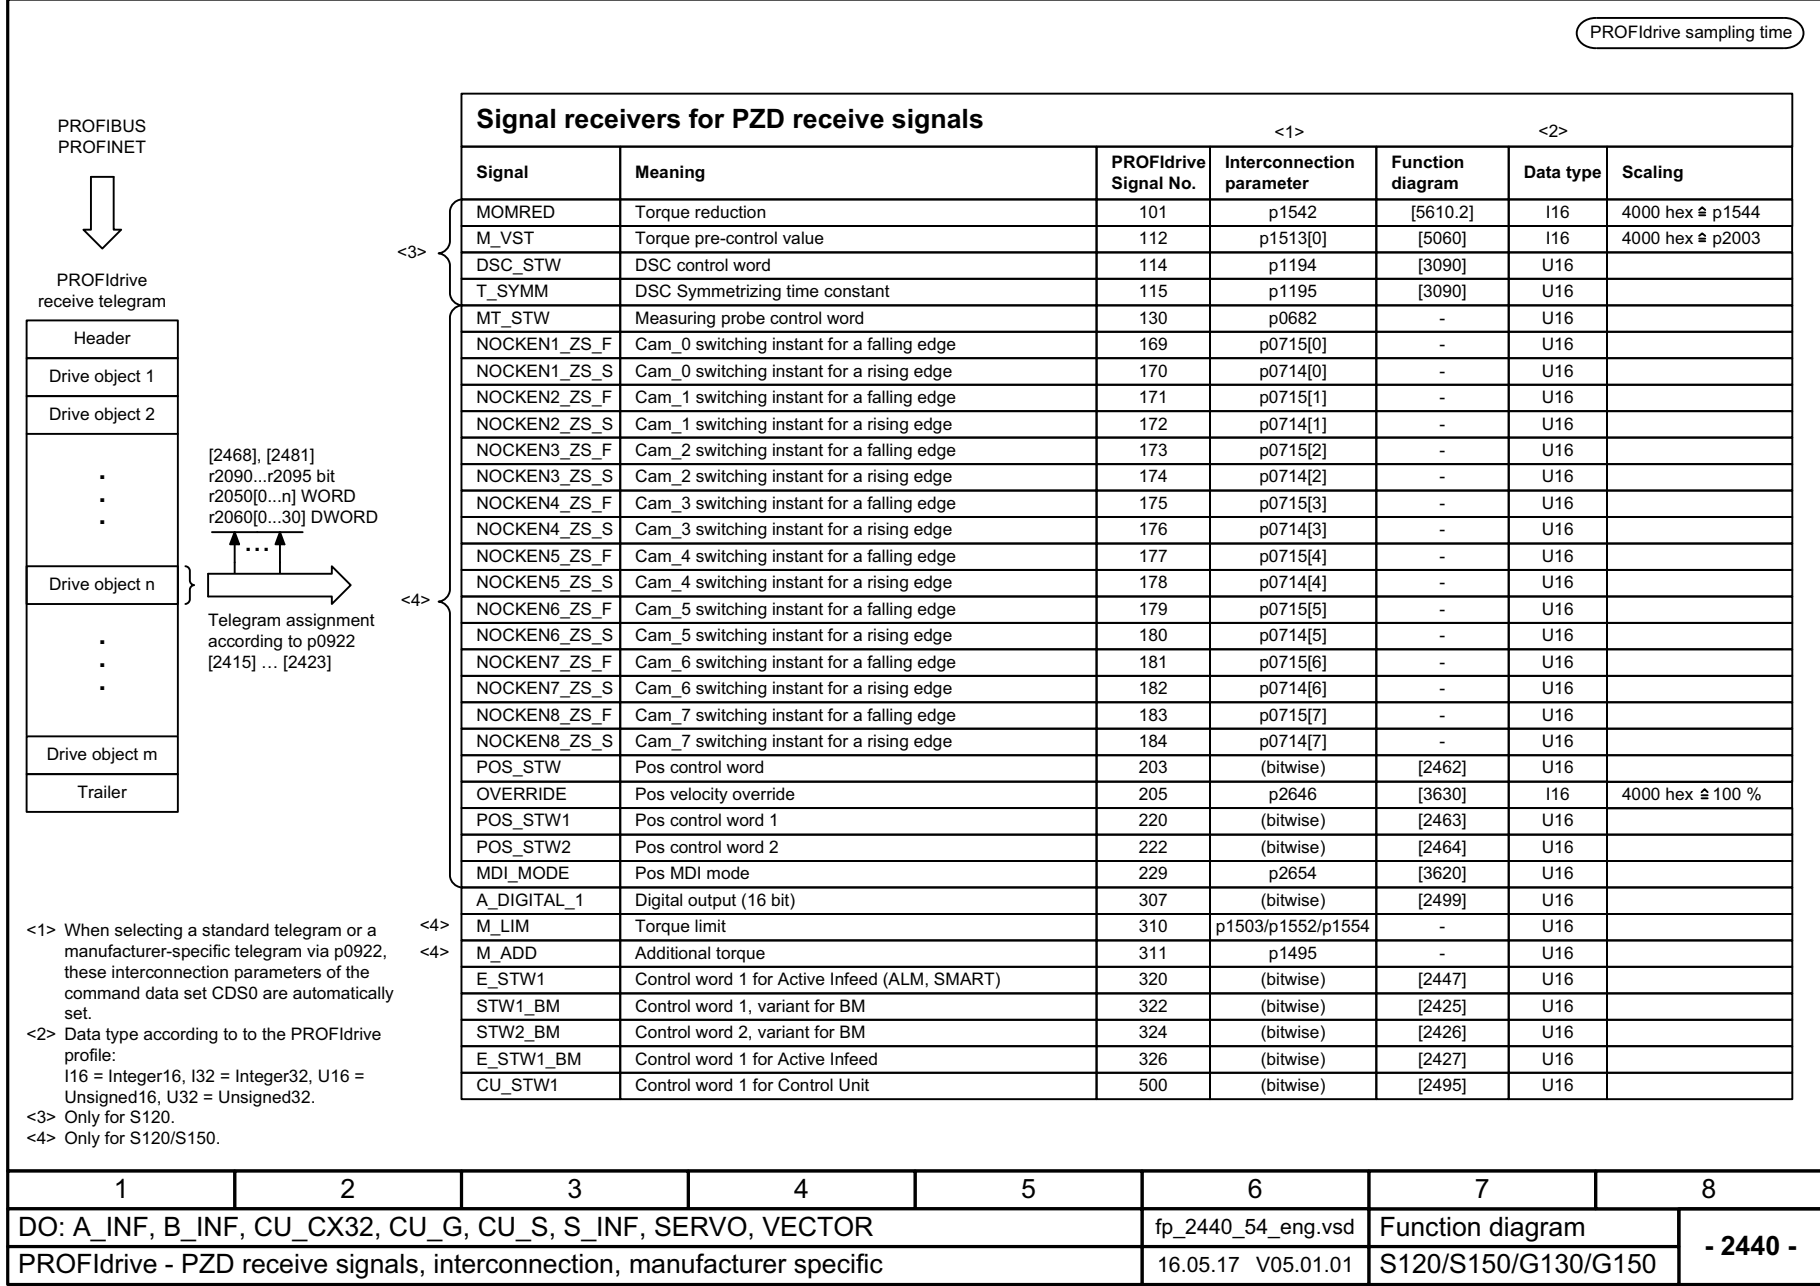 PROFIdrive sampling time
PROFIBUS
PROFINET
PROFIdrive
receive telegram
Header
Drive object 1
Drive object 2
.
.
.
Drive object n
.
.
.
Drive object m
Trailer
[2468], [2481]
r2090...r2095 bit
r2050[0...n] WORD
r2060[0...30] DWORD
...
Telegram assignment
according to p0922
[2415] … [2423]
Signal receivers for PZD receive signals <1> <2>
Signal Meaning PROFIdrive Signal No. Interconnection parameter Function diagram Data type Scaling
<3>
MOMRED Torque reduction 101 p1542 [5610.2] I16 4000 hex ≙ p1544
M_VST Torque pre-control value 112 p1513[0] [5060] I16 4000 hex ≙ p2003
DSC_STW DSC control word 114 p1194 [3090] U16
T_SYMM DSC Symmetrizing time constant 115 p1195 [3090] U16
<4>
MT_STW Measuring probe control word 130 p0682 - U16
NOCKEN1_ZS_F Cam_0 switching instant for a falling edge 169 p0715[0] - U16
NOCKEN1_ZS_S Cam_0 switching instant for a rising edge 170 p0714[0] - U16
NOCKEN2_ZS_F Cam_1 switching instant for a falling edge 171 p0715[1] - U16
NOCKEN2_ZS_S Cam_1 switching instant for a rising edge 172 p0714[1] - U16
NOCKEN3_ZS_F Cam_2 switching instant for a falling edge 173 p0715[2] - U16
NOCKEN3_ZS_S Cam_2 switching instant for a rising edge 174 p0714[2] - U16
NOCKEN4_ZS_F Cam_3 switching instant for a falling edge 175 p0715[3] - U16
NOCKEN4_ZS_S Cam_3 switching instant for a rising edge 176 p0714[3] - U16
NOCKEN5_ZS_F Cam_4 switching instant for a falling edge 177 p0715[4] - U16
NOCKEN5_ZS_S Cam_4 switching instant for a rising edge 178 p0714[4] - U16
NOCKEN6_ZS_F Cam_5 switching instant for a falling edge 179 p0715[5] - U16
NOCKEN6_ZS_S Cam_5 switching instant for a rising edge 180 p0714[5] - U16
NOCKEN7_ZS_F Cam_6 switching instant for a falling edge 181 p0715[6] - U16
NOCKEN7_ZS_S Cam_6 switching instant for a rising edge 182 p0714[6] - U16
NOCKEN8_ZS_F Cam_7 switching instant for a falling edge 183 p0715[7] - U16
NOCKEN8_ZS_S Cam_7 switching instant for a rising edge 184 p0714[7] - U16
POS_STW Pos control word 203 (bitwise) [2462] U16
OVERRIDE Pos velocity override 205 p2646 [3630] I16 4000 hex ≙ 100 %
POS_STW1 Pos control word 1 220 (bitwise) [2463] U16
POS_STW2 Pos control word 2 222 (bitwise) [2464] U16
MDI_MODE Pos MDI mode 229 p2654 [3620] U16
A_DIGITAL_1 Digital output (16 bit) 307 (bitwise) [2499] U16
<4> M_LIM Torque limit 310 p1503/p1552/p1554 - U16
<4> M_ADD Additional torque 311 p1495 - U16
E_STW1 Control word 1 for Active Infeed (ALM, SMART) 320 (bitwise) [2447] U16
STW1_BM Control word 1, variant for BM 322 (bitwise) [2425] U16
STW2_BM Control word 2, variant for BM 324 (bitwise) [2426] U16
E_STW1_BM Control word 1 for Active Infeed 326 (bitwise) [2427] U16
CU_STW1 Control word 1 for Control Unit 500 (bitwise) [2495] U16
<1> When selecting a standard telegram or a
manufacturer-specific telegram via p0922,
these interconnection parameters of the
command data set CDS0 are automatically
set.
<2> Data type according to to the PROFIdrive
profile:
I16 = Integer16, I32 = Integer32, U16 =
Unsigned16, U32 = Unsigned32.
<3> Only for S120.
<4> Only for S120/S150.
1 2 3 4 5 6 7 8
DO: A_INF, B_INF, CU_CX32, CU_G, CU_S, S_INF, SERVO, VECTOR fp_2440_54_eng.vsd Function diagram
PROFIdrive - PZD receive signals, interconnection, manufacturer specific 16.05.17 V05.01.01 S120/S150/G130/G150
- 2440 -